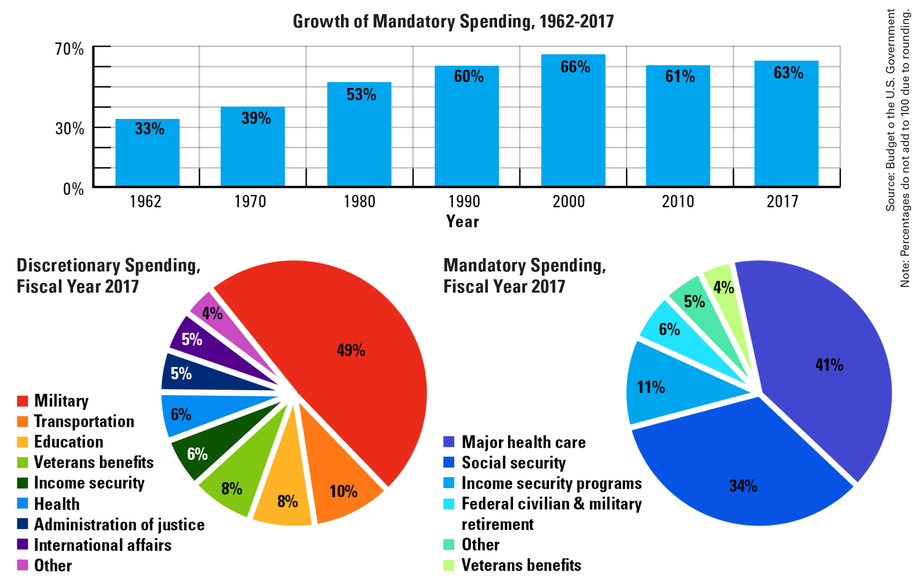 Growth of Mandatory Spending, 1962-2017
70%
30%
0%
33%
39%
53%
60%
66%
61%
63%
1962
1970
1980
1990
2000
2010
2017
Year
Source: Budget o the U.S. Government
Note: Percentages do not add to 100 due to rounding.
Discretionary Spending,
Fiscal Year 2017
49%
10%
8%
8%
6%
6%
5%
5%
4%
Military
Transportation
Education
Veterans benefits
Income security
Health
Administration of justice
International affairs
Other
Mandatory Spending,
Fiscal Year 2017
41%
34%
11%
6%
5%
4%
Major health care
Social security
Income security programs
Federal civilian & military
retirement
Other
Veterans benefits